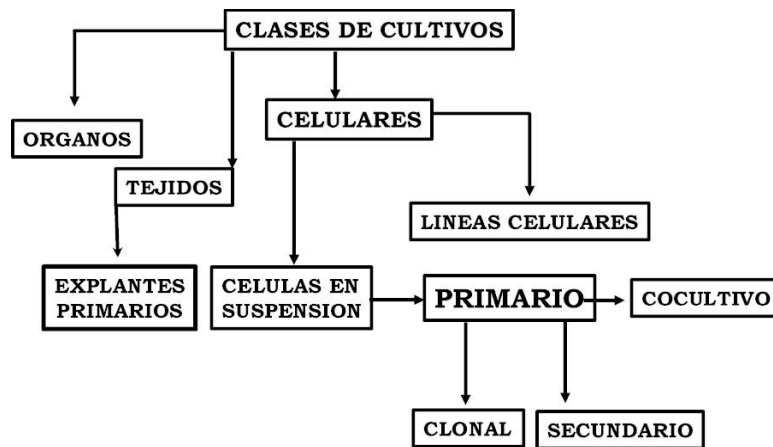 CLASES DE CULTIVOS
ORGANOS
CELULARES
TEJIDOS
LINEAS CELULARES
EXPLANTES
PRIMARIOS
CELULAS EN
SUSPENSION
PRIMARIO
COCULTIVO
CLONAL
SECUNDARIO